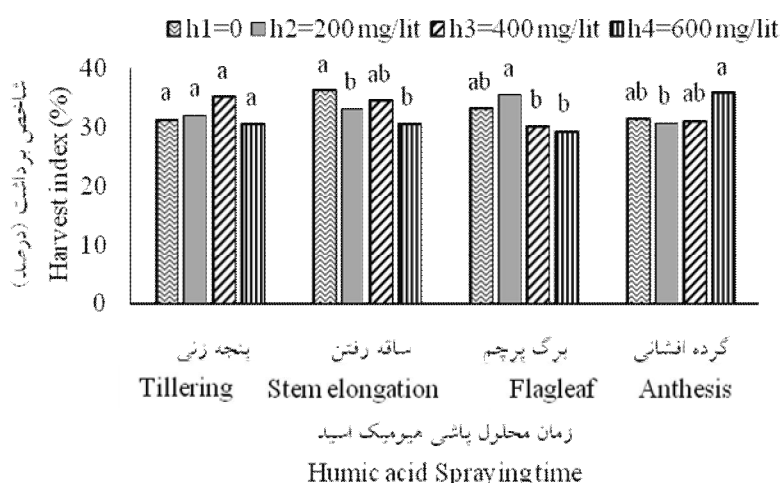 h1=0 h2=200 mg/lit h3=400 mg/lit h4=600 mg/lit
شاخص برداشت (درصد)
Harvest index (%)
40
30
20
10
0
a a a a
a b ab b
ab a b b
ab b ab a
پنجه زنی ساقه رفتن برگ پرچم گرده افشانی
Tillering Stem elongation Flagleaf Anthesis
زمان محلول پاشی هیومیک اسید
Humic acid Spraying time